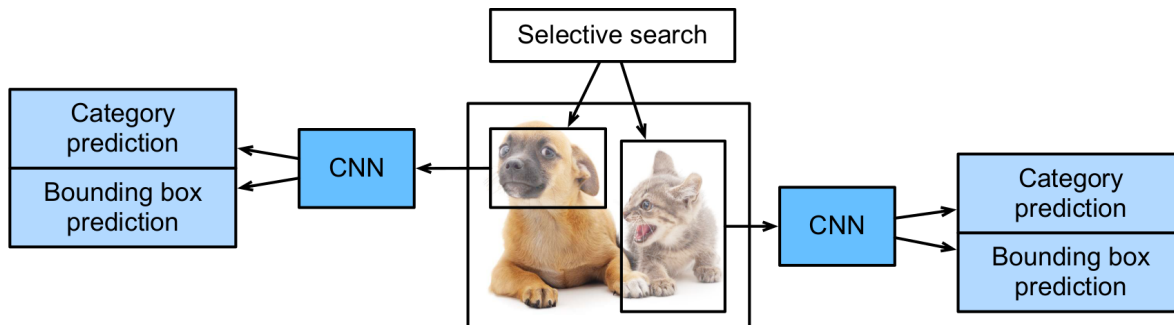 Selective search
Category
prediction
Bounding box
prediction
CNN
CNN
Category
prediction
Bounding box
prediction